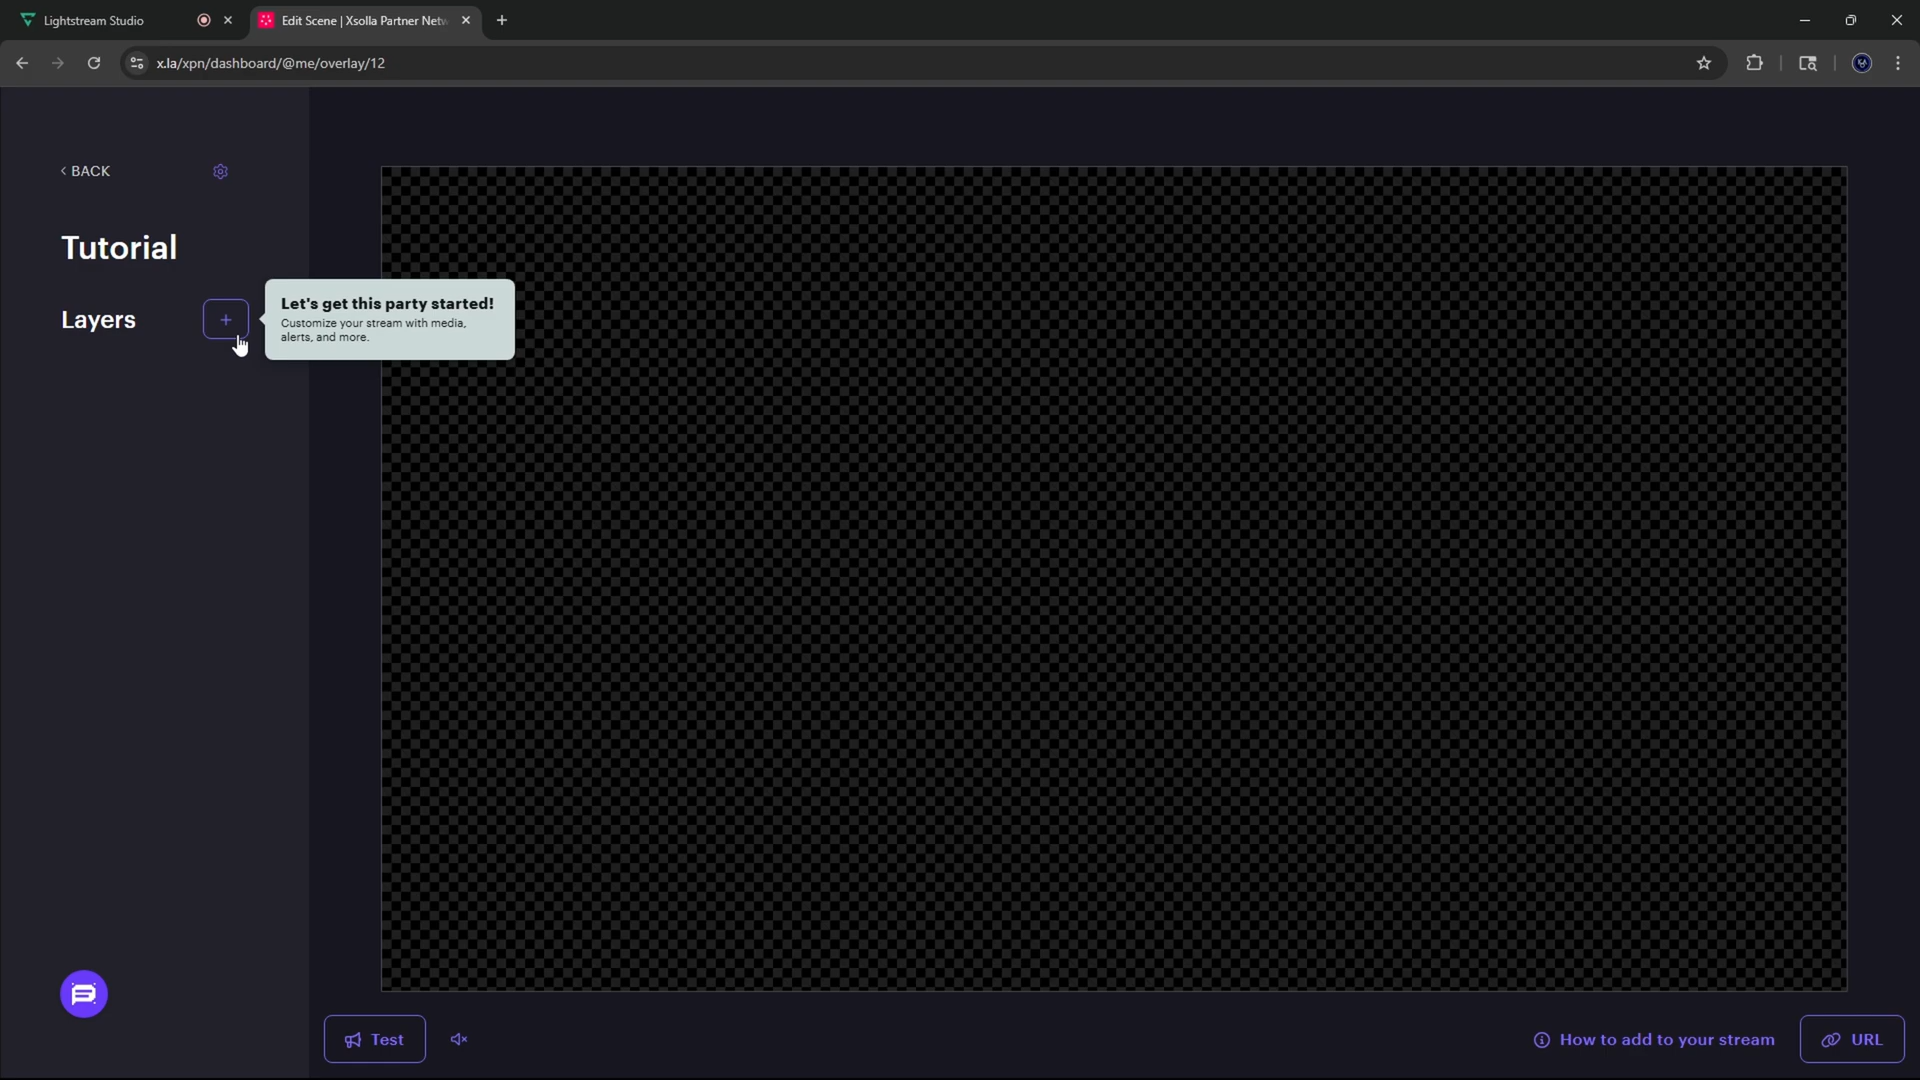 Lightstream Studio
Edit Scene | Xsolla Partner Netw
x.la/xpn/dashboard/@me/overlay/12
BACK
Tutorial
Layers
Let's get this party started!
Customize your stream with media,
alerts, and more.
Test
How to add to your stream
URL